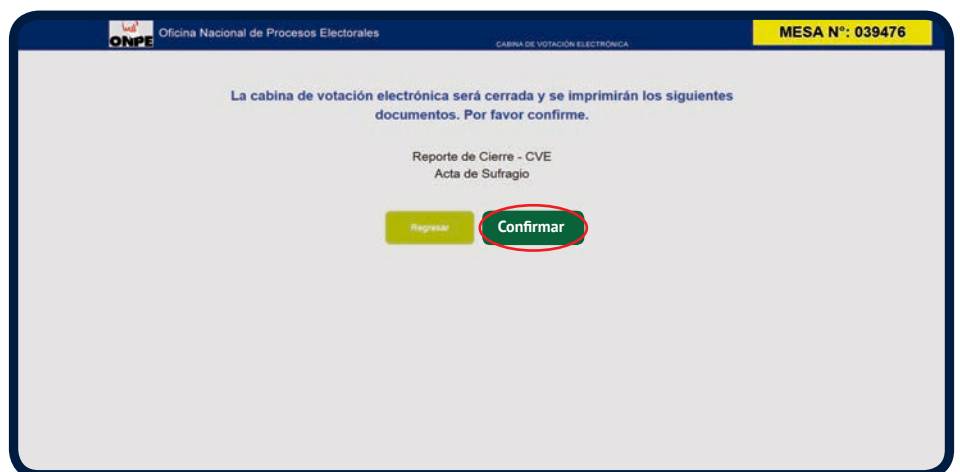 ONPE Oficina Nacional de Procesos Electorales
CABINA DE VOTACIÓN ELECTRÓNICA
MESA N°: 039476
La cabina de votación electrónica será cerrada y se imprimirán los siguientes
documentos. Por favor confirme.
Reporte de Cierre - CVE
Acta de Sufragio
Regresar
Confirmar